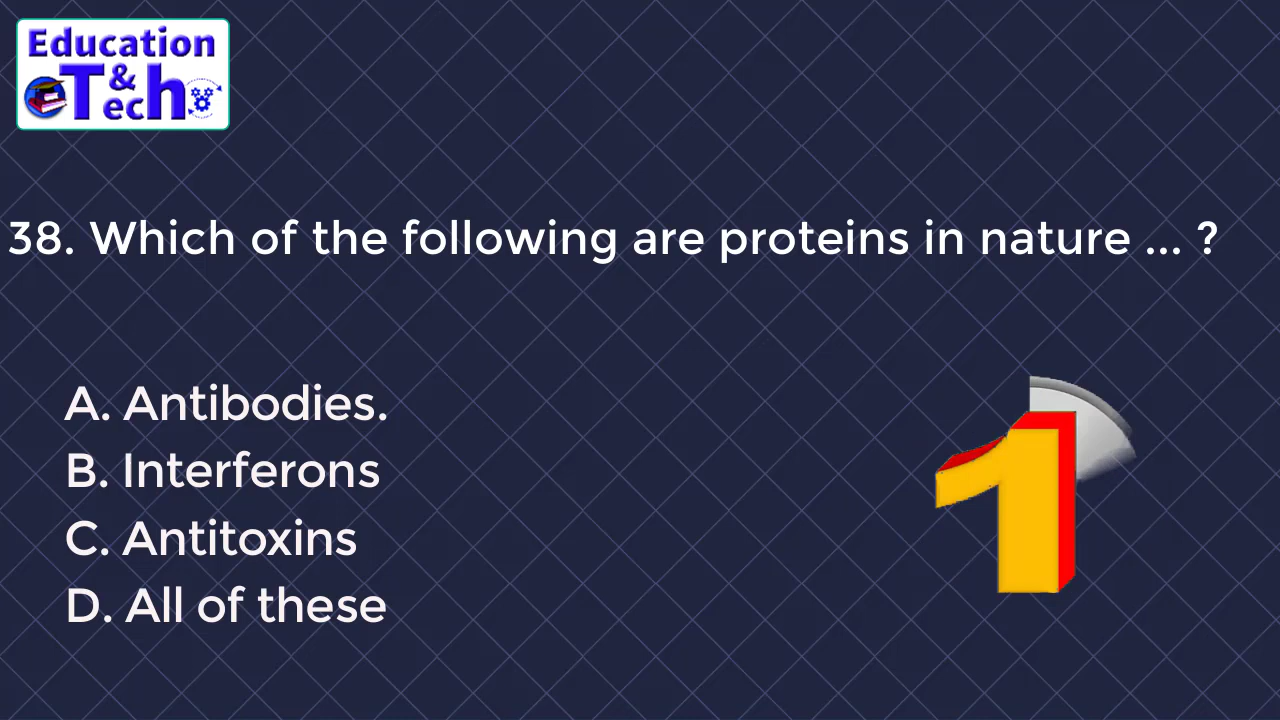 Education
& Tech
38. Which of the following are proteins in nature ... ?
A. Antibodies.
B. Interferons
C. Antitoxins
D. All of these
1